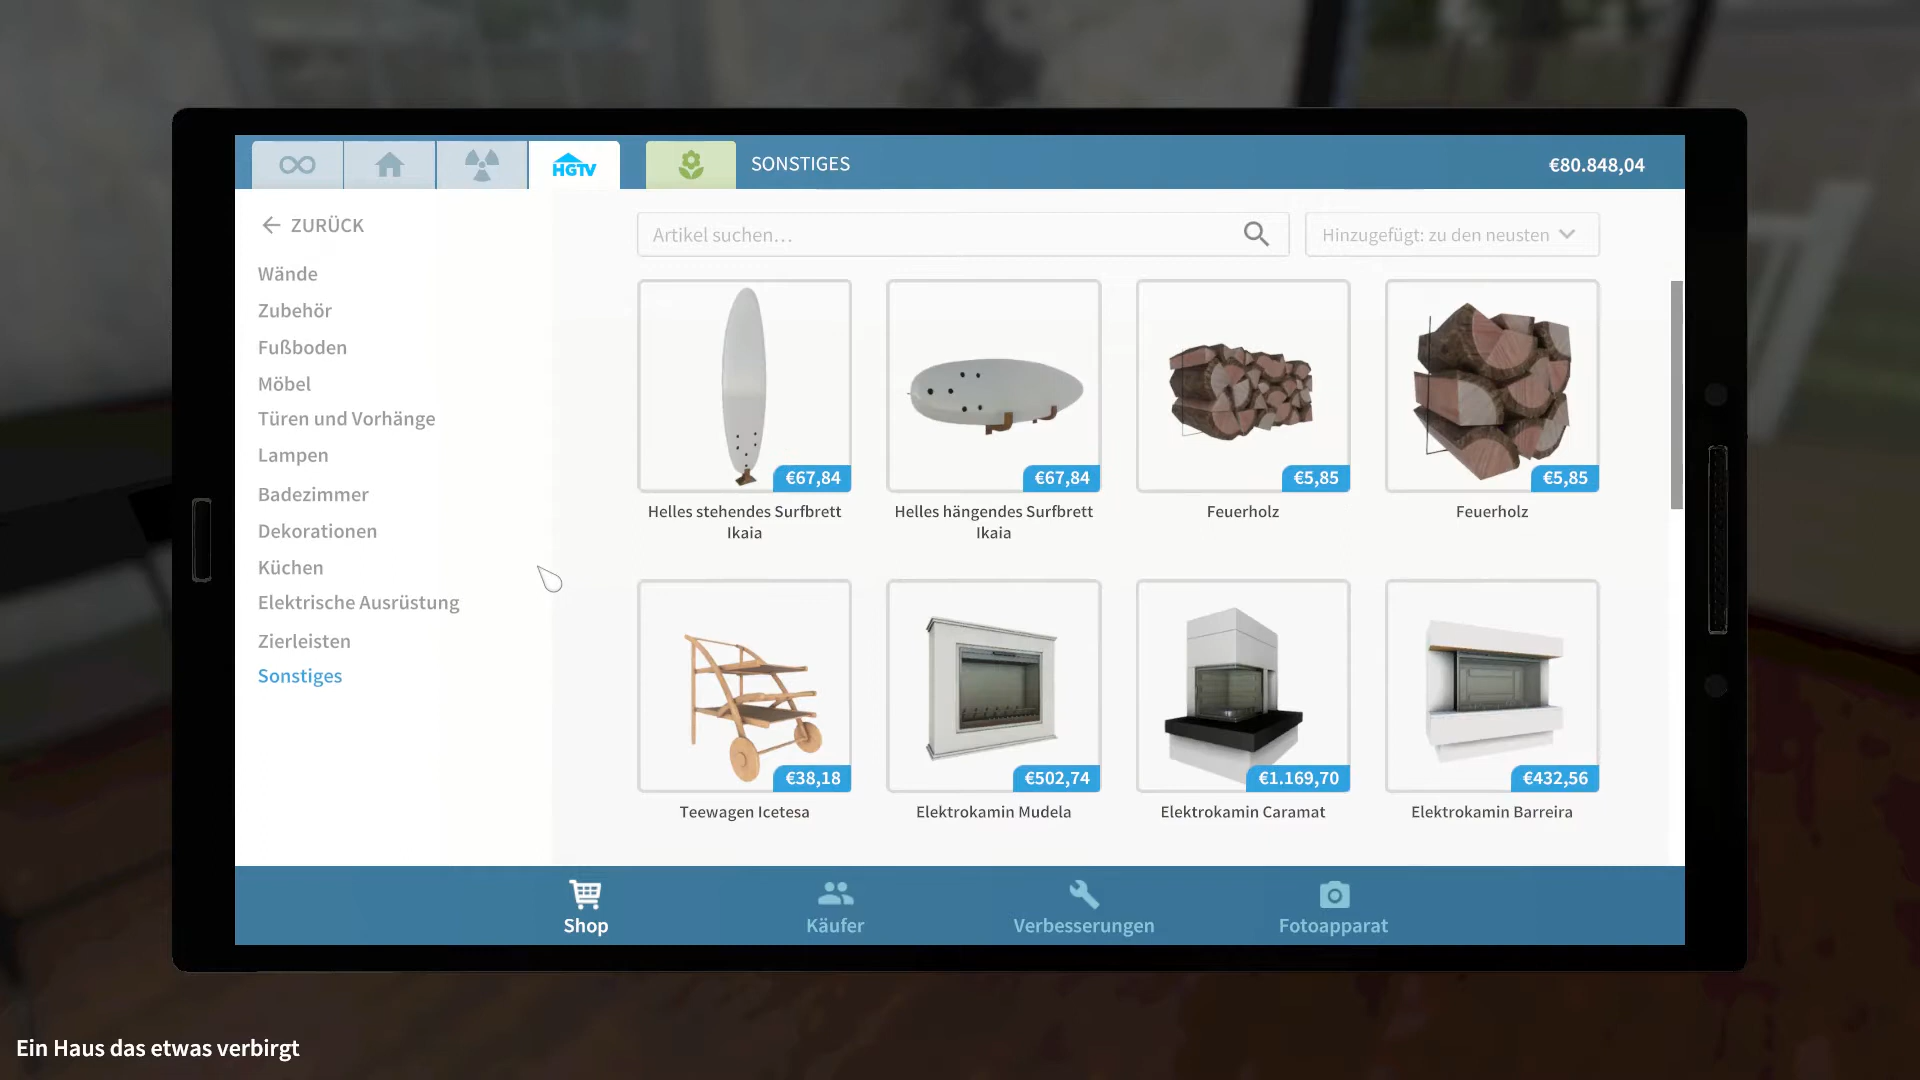 HGTV
SONSTIGES
€80.848,04
ZURÜCK
Wände
Zubehör
Fußboden
Möbel
Türen und Vorhänge
Lampen
Badezimmer
Dekorationen
Küchen
Elektrische Ausrüstung
Zierleisten
Sonstiges
Artikel suchen...
Hinzugefügt: zu den neusten
€67,84
€67,84
€5,85
€5,85
Helles stehendes Surfbrett
Ikaia
Helles hängendes Surfbrett
Ikaia
Feuerholz
Feuerholz
€38,18
€502,74
€1.169,70
€432,56
Teewagen Icetesa
Elektrokamin Mudela
Elektrokamin Caramat
Elektrokamin Barreira
Shop
Käufer
Verbesserungen
Fotoapparat
Ein Haus das etwas verbirgt